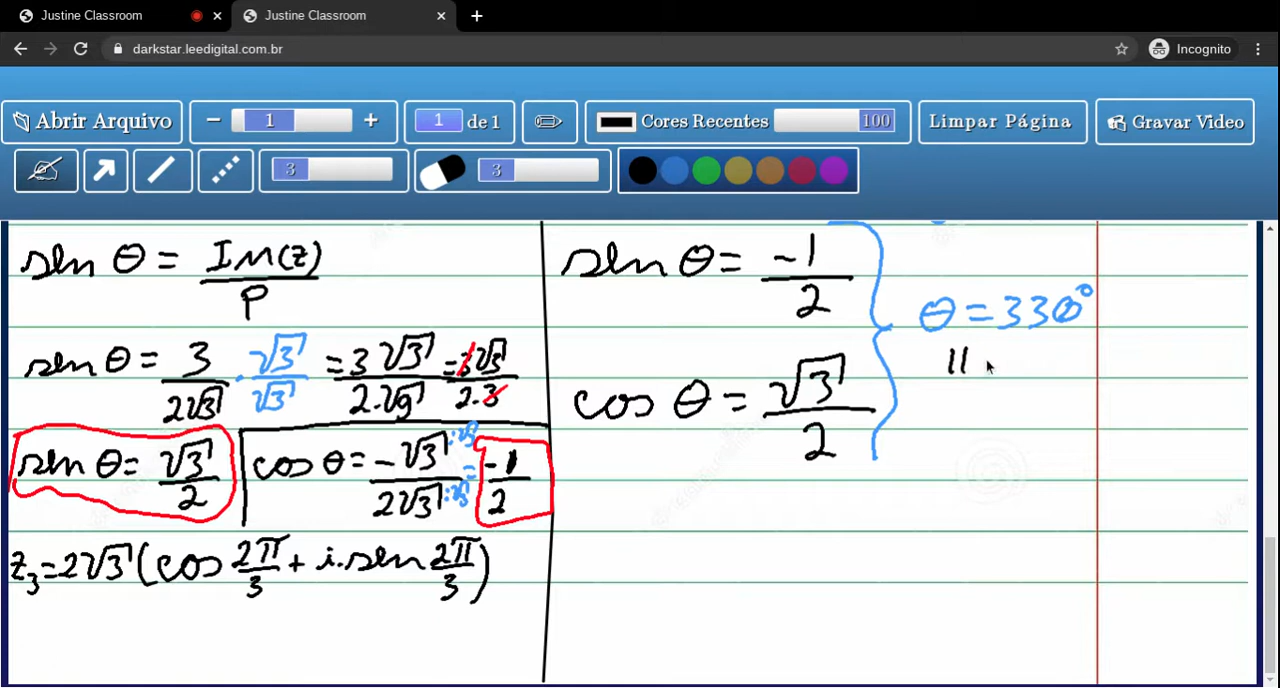 Justine Classroom
Justine Classroom
darkstar.leedigital.com.br
Incognito
Abrir Arquivo
− 1 +
1 de 1
Cores Recentes 100
Limpar Página
Gravar Video
3
3
sen θ = Im(z)/ρ
sen θ = 3/2√3 · √3/√3 = 3√3/2.√9 = 3√3/2.3
sen θ = √3/2
cos θ = -√3 :√3/2√3 :√3 = -1/2
z₃ = 2√3 (cos 2π/3 + i.sen 2π/3)
sen θ = -1/2
cos θ = √3/2
θ = 330°
11